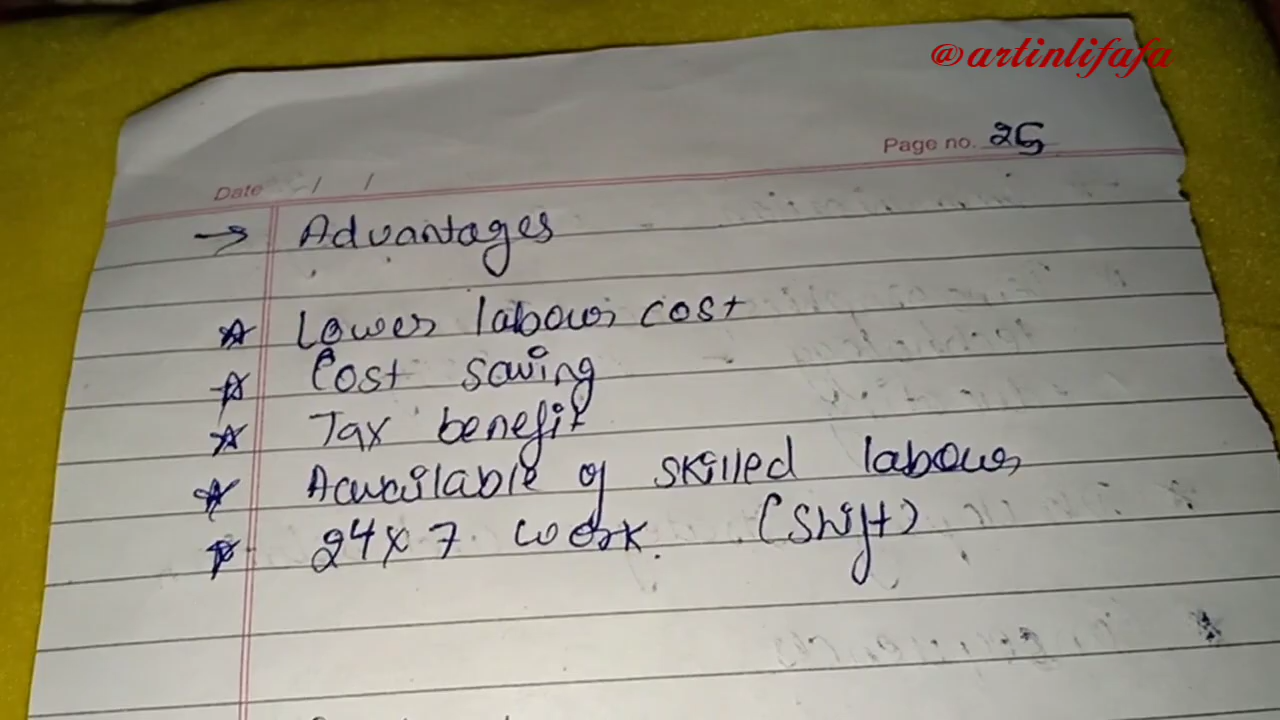 @artinlifafa
Page no. 25
Date / /
→ Advantages
☆ Lower labour cost
☆ Cost saving
☆ Tax benefit
☆ Acucilable of skilled labour
☆ 24x7 work. (Shift)